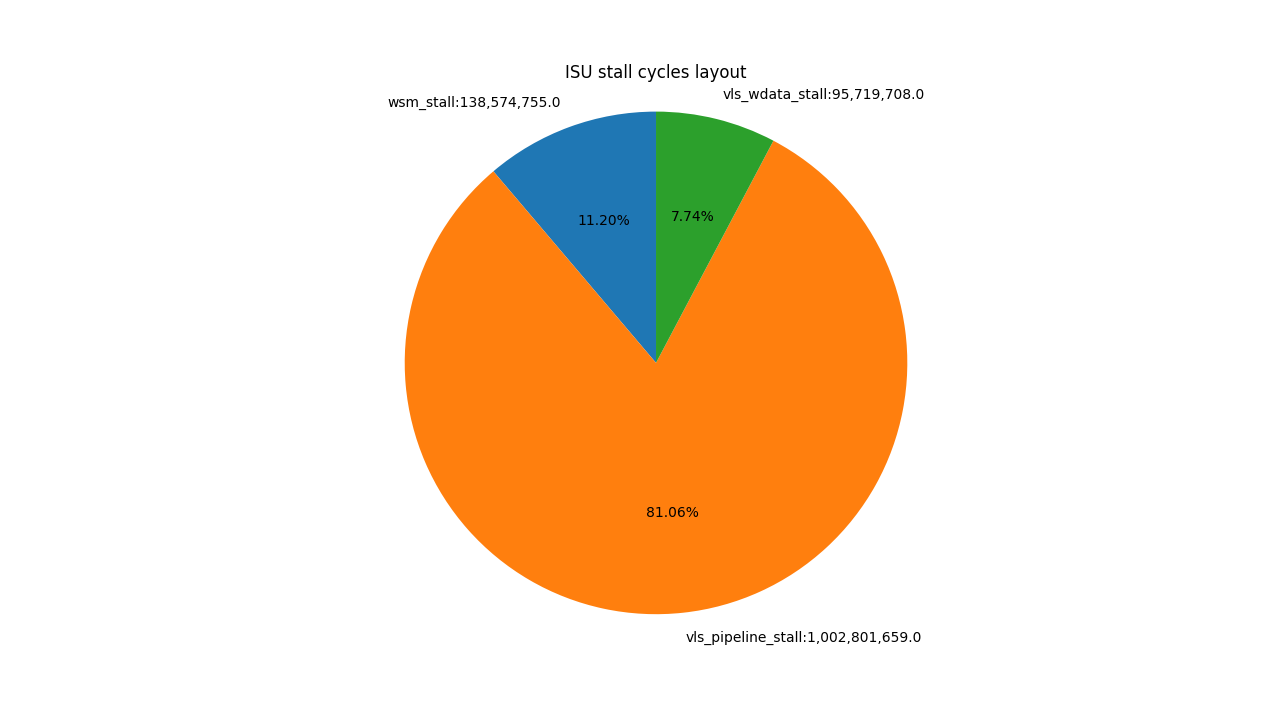 ISU stall cycles layout
vls_wdata_stall:95,719,708.0
wsm_stall:138,574,755.0
7.74%
11.20%
81.06%
vls_pipeline_stall:1,002,801,659.0